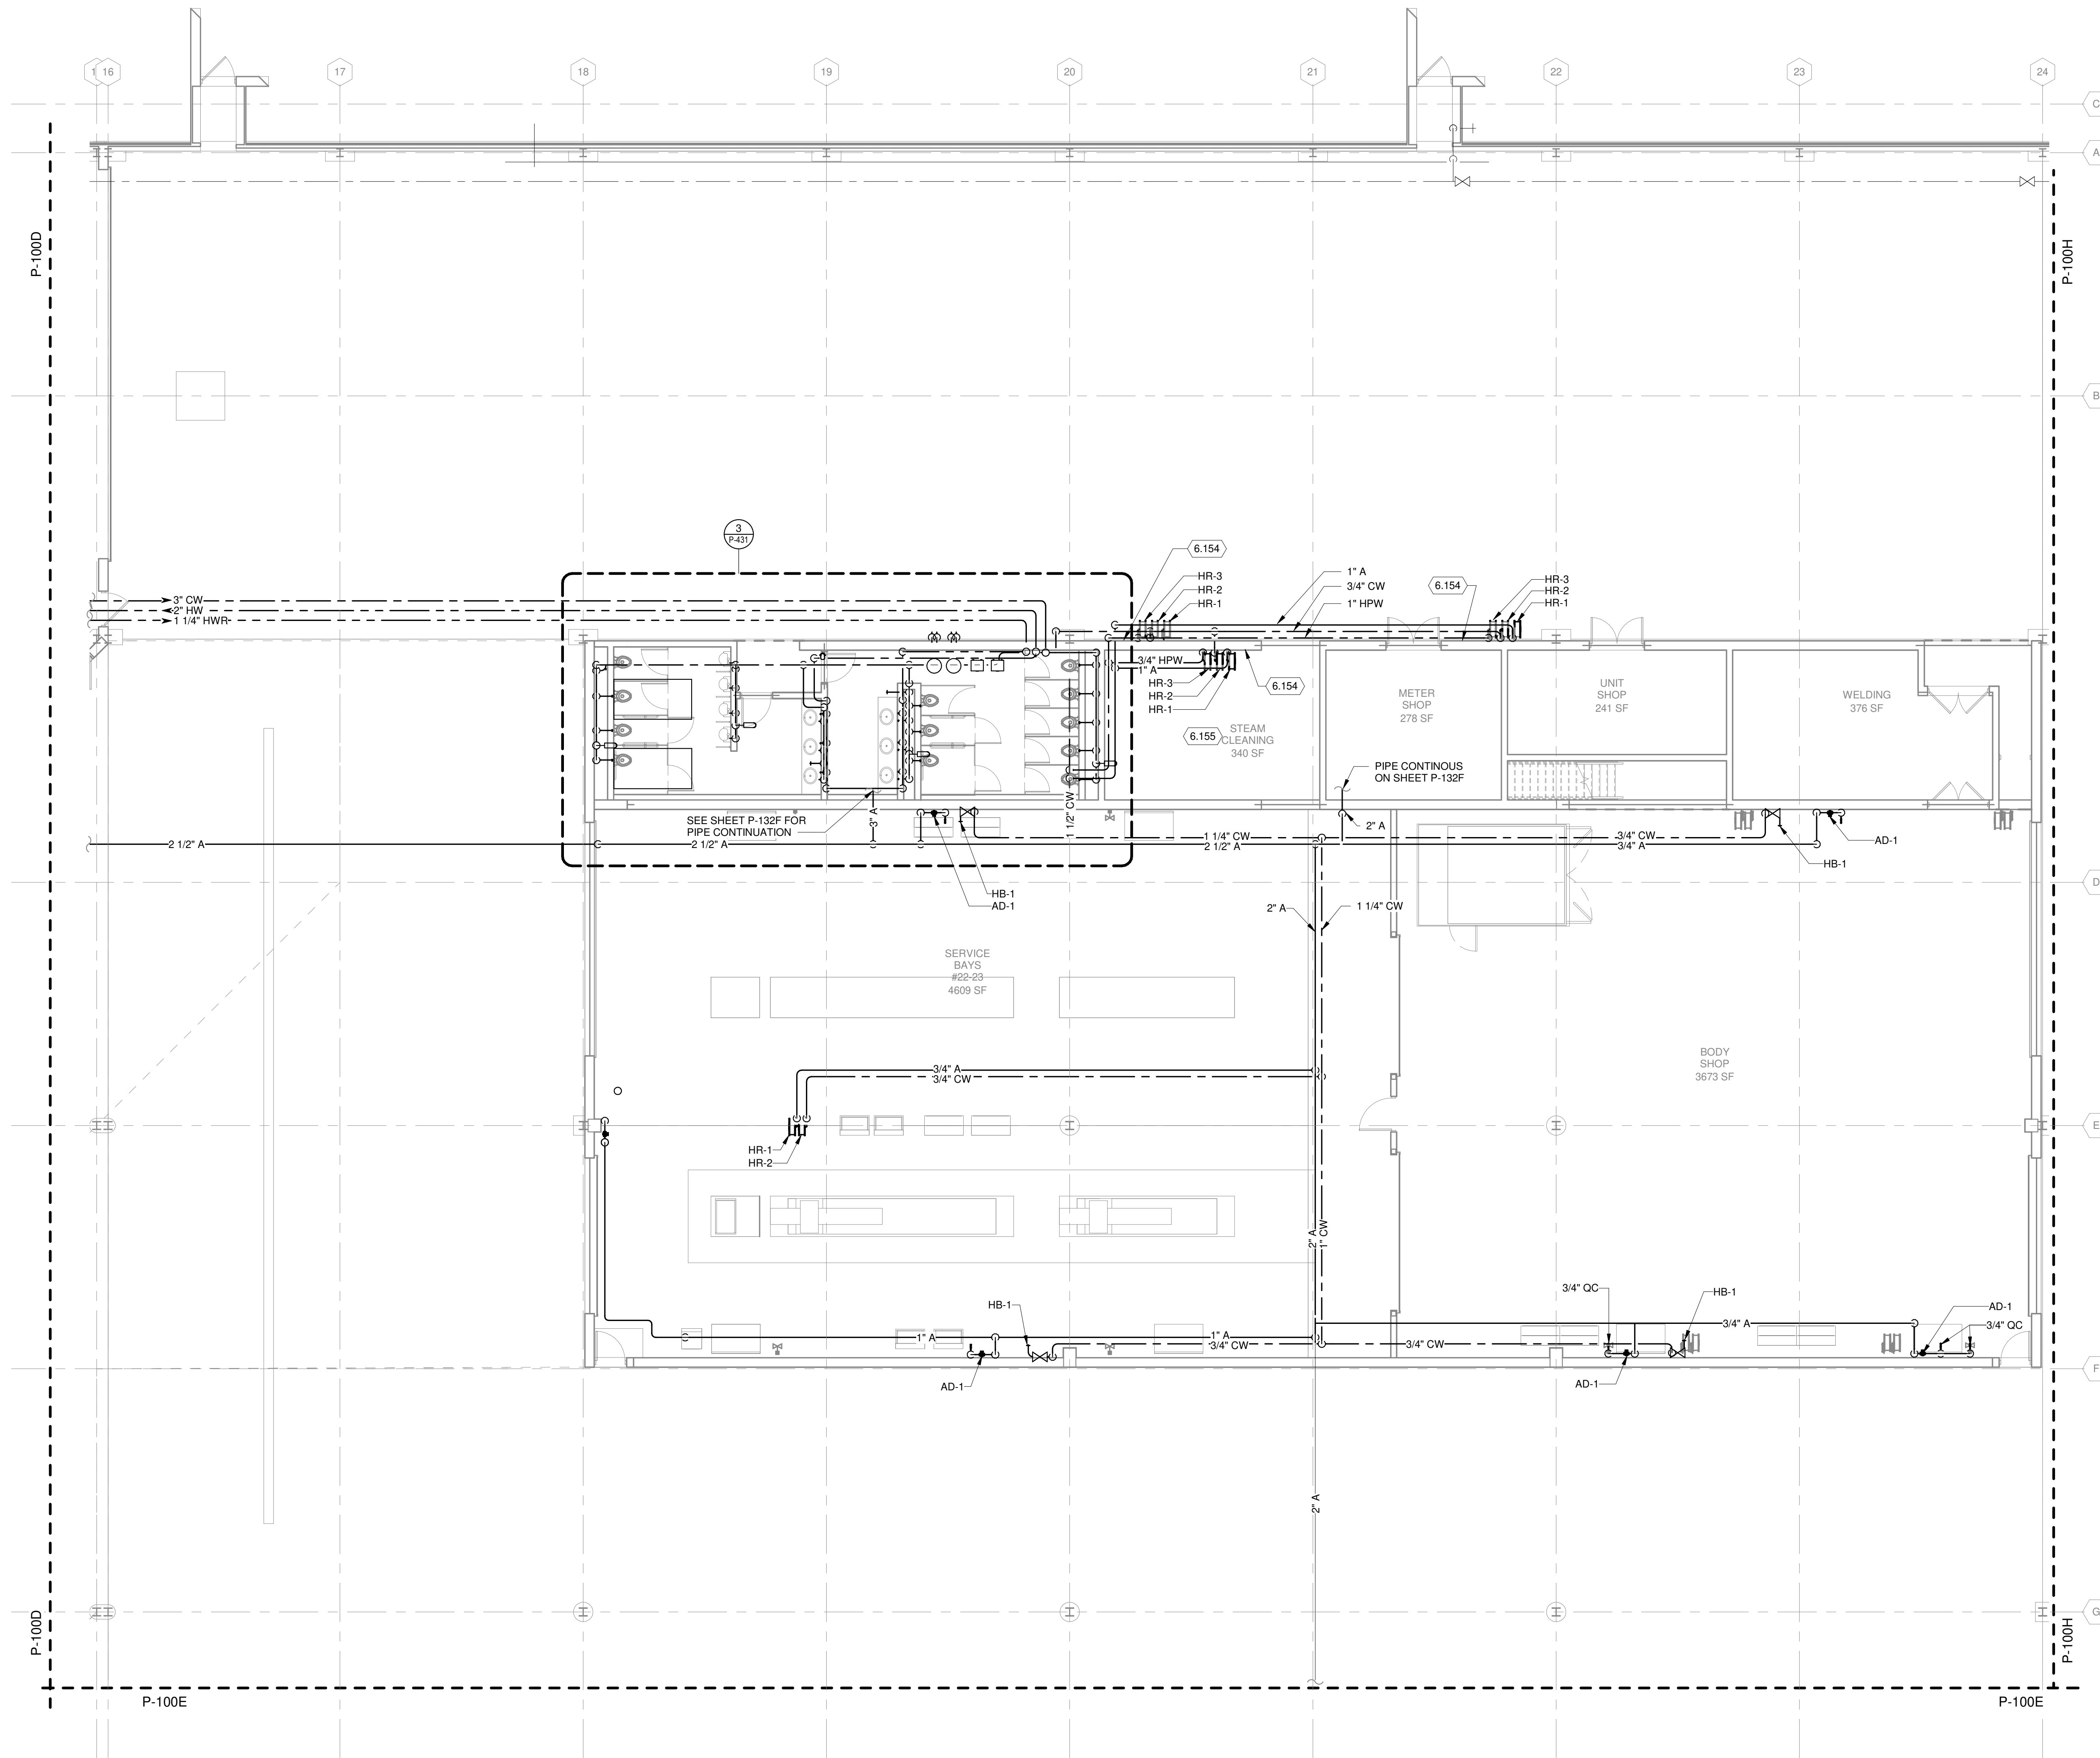 16
17
18
19
20
21
22
23
24
C
A
B
D
E
F
G
P-100D
P-100H
3
P-431
6.154
HR-3
HR-2
HR-1
1" A
3/4" CW
1" HPW
6.154
HR-3
HR-2
HR-1
3" CW
2" HW
1 1/4" HWR
3/4" HPW
1" A
HR-3
HR-2
HR-1
6.154
6.155
STEAM
CLEANING
340 SF
METER
SHOP
278 SF
UNIT
SHOP
241 SF
WELDING
376 SF
PIPE CONTINOUS
ON SHEET P-132F
2" A
SEE SHEET P-132F FOR
PIPE CONTINUATION
3" A
1 1/2" CW
2 1/2" A
2 1/2" A
1 1/4" CW
2 1/2" A
3/4" CW
3/4" A
AD-1
HB-1
HB-1
AD-1
2" A
1 1/4" CW
SERVICE
BAYS
#22-23
4609 SF
BODY
SHOP
3673 SF
3/4" A
3/4" CW
HR-1
HR-2
2" A
1" CW
HB-1
1" A
1" A
3/4" CW
3/4" CW
3/4" QC
HB-1
3/4" A
AD-1
3/4" QC
AD-1
AD-1
2" A
P-100D
P-100H
P-100E
P-100E